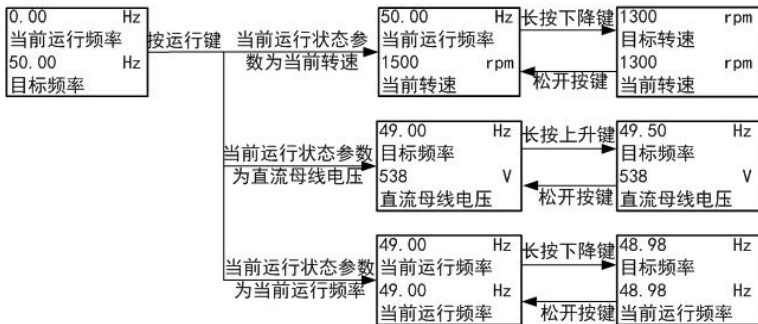 0.00 Hz
当前运行频率
50.00 Hz
目标频率
按运行键
当前运行状态参
数为当前转速
50.00 Hz
当前运行频率
1500 rpm
当前转速
长按下降键
松开按键
1300 rpm
目标转速
1300 rpm
当前转速
当前运行状态参数
为直流母线电压
49.00 Hz
目标频率
538 V
直流母线电压
长按上升键
松开按键
49.50 Hz
目标频率
538 V
直流母线电压
当前运行状态参数
为当前运行频率
49.00 Hz
当前运行频率
49.00 Hz
当前运行频率
长按下降键
松开按键
48.98 Hz
目标频率
48.98 Hz
当前运行频率